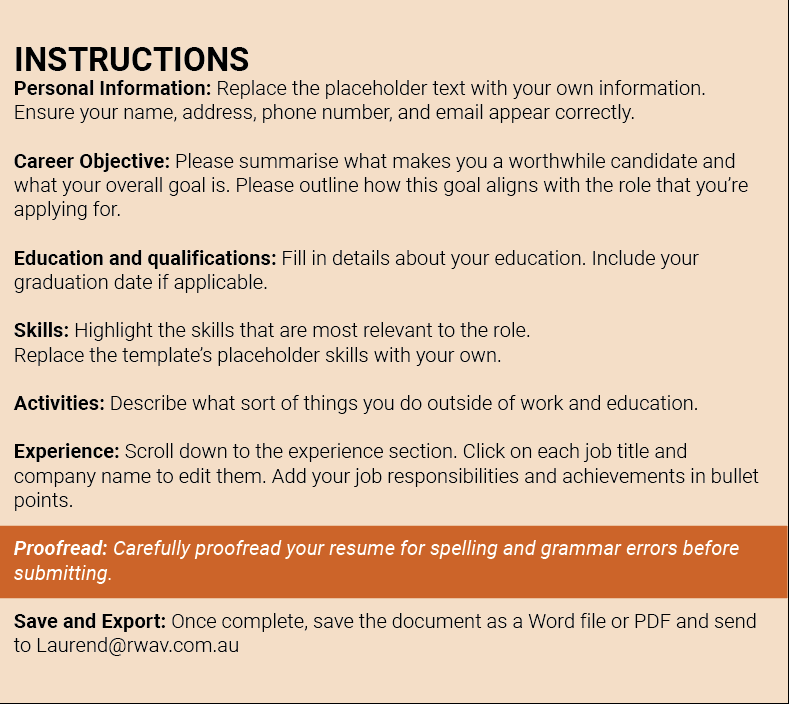 INSTRUCTIONS
Personal Information: Replace the placeholder text with your own information.
Ensure your name, address, phone number, and email appear correctly.
Career Objective: Please summarise what makes you a worthwhile candidate and
what your overall goal is. Please outline how this goal aligns with the role that you’re
applying for.
Education and qualifications: Fill in details about your education. Include your
graduation date if applicable.
Skills: Highlight the skills that are most relevant to the role.
Replace the template’s placeholder skills with your own.
Activities: Describe what sort of things you do outside of work and education.
Experience: Scroll down to the experience section. Click on each job title and
company name to edit them. Add your job responsibilities and achievements in bullet
points.
Proofread: Carefully proofread your resume for spelling and grammar errors before
submitting.
Save and Export: Once complete, save the document as a Word file or PDF and send
to Laurend@rwav.com.au